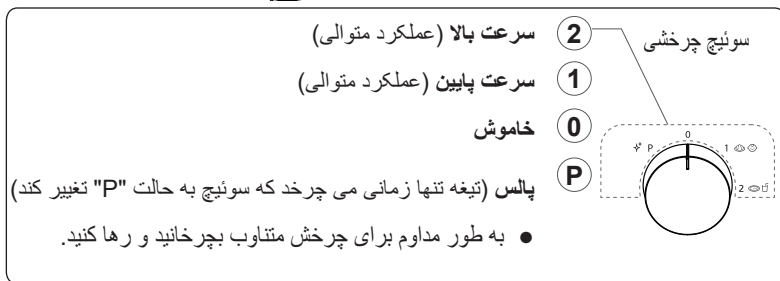 سوئیچ چرخشی
2 سرعت بالا (عملکرد متوالی)
1 سرعت پایین (عملکرد متوالی)
0 خاموش
P پالس (تیغه تنها زمانی می چرخد که سوئیچ به حالت "P" تغییر کند)
● به طور مداوم برای چرخش متناوب بچرخانید و رها کنید.
0
P
1
2